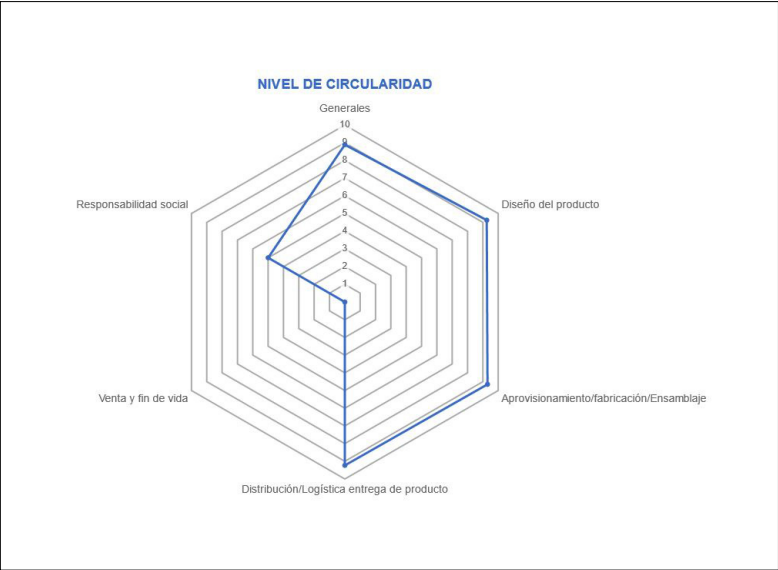 NIVEL DE CIRCULARIDAD
Generales
10
9
8
7
6
5
4
3
2
1
Responsabilidad social
Diseño del producto
Venta y fin de vida
Aprovisionamiento/fabricación/Ensamblaje
Distribución/Logística entrega de producto